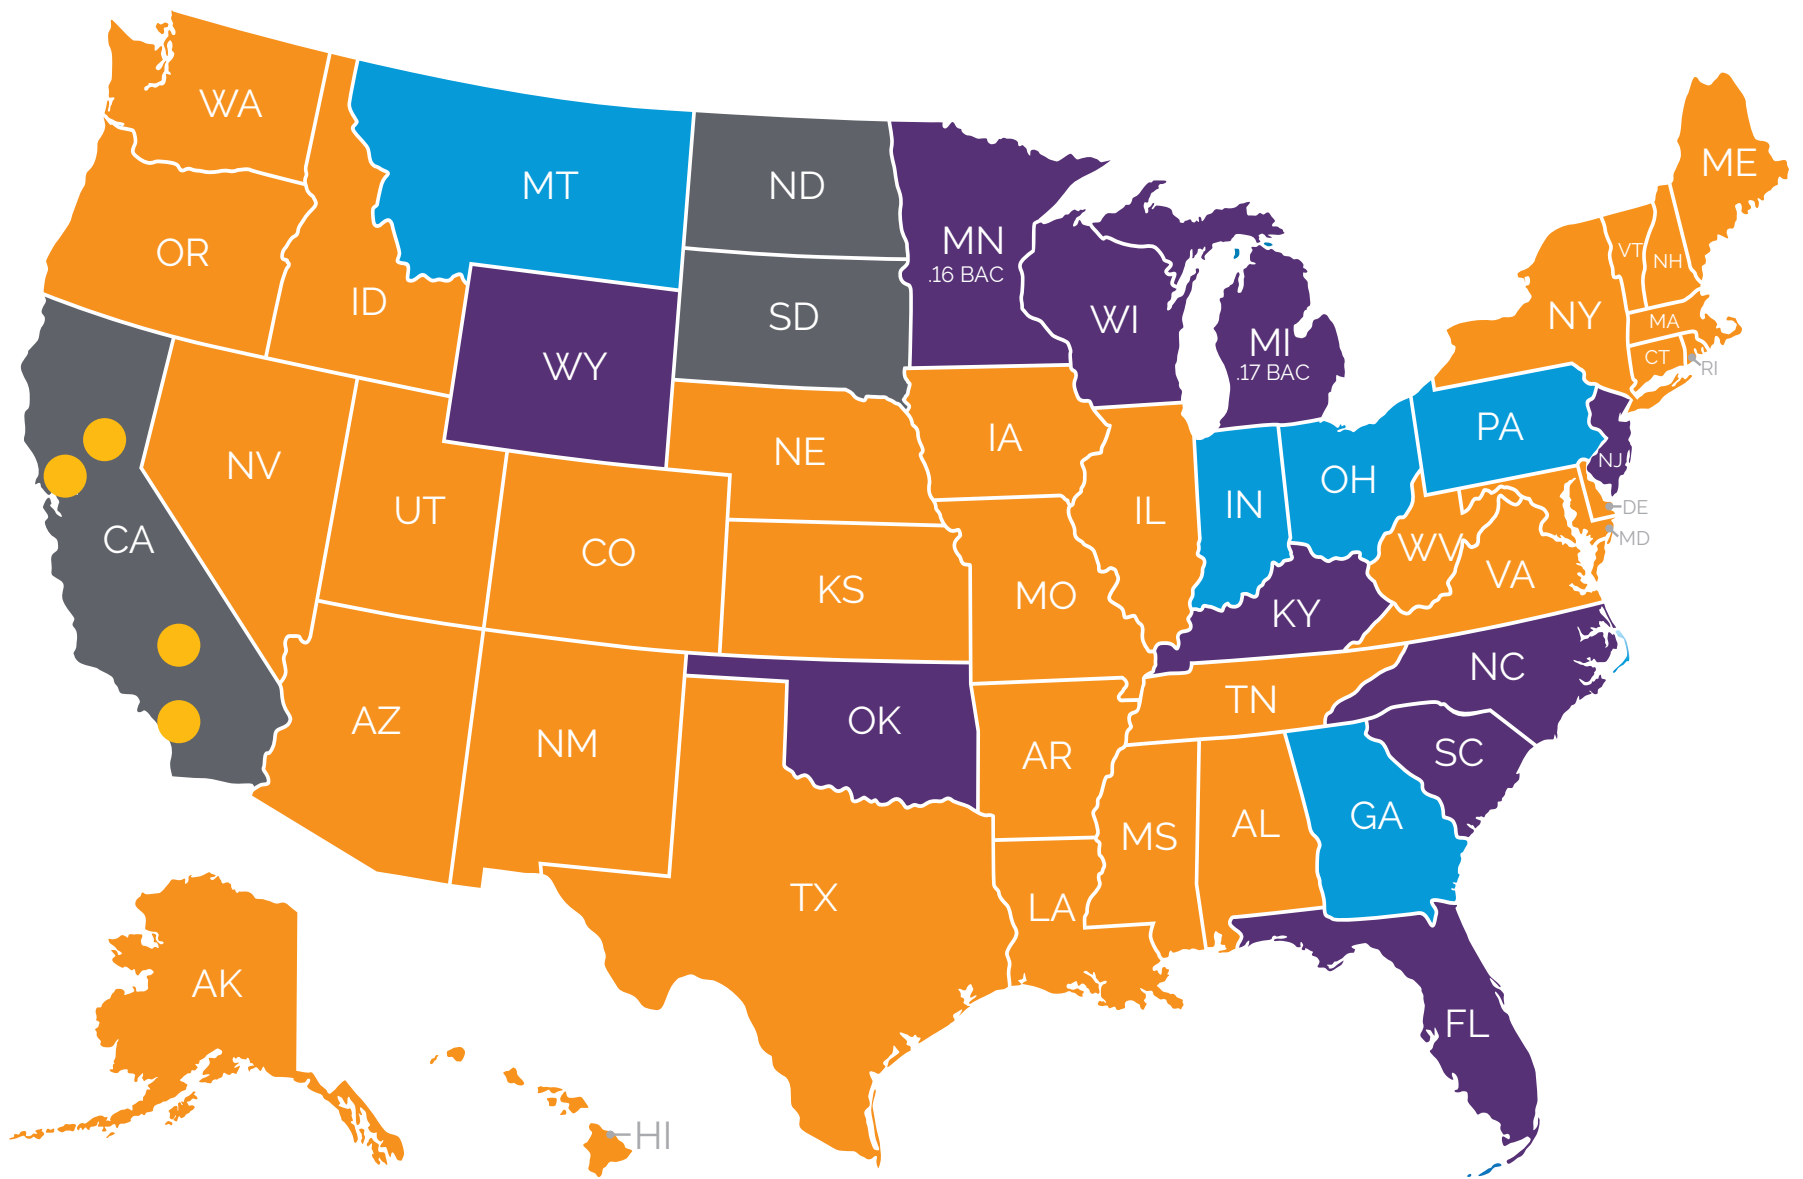 WA
MT
ND
MN
.16 BAC
ME
OR
ID
SD
WI
MI
.17 BAC
NY
VT
NH
MA
CT
RI
WY
NV
UT
CO
NE
IA
IL
IN
OH
PA
NJ
DE
MD
CA
KS
MO
WV
VA
KY
NC
TN
AZ
NM
OK
AR
SC
MS
AL
GA
TX
LA
AK
FL
HI